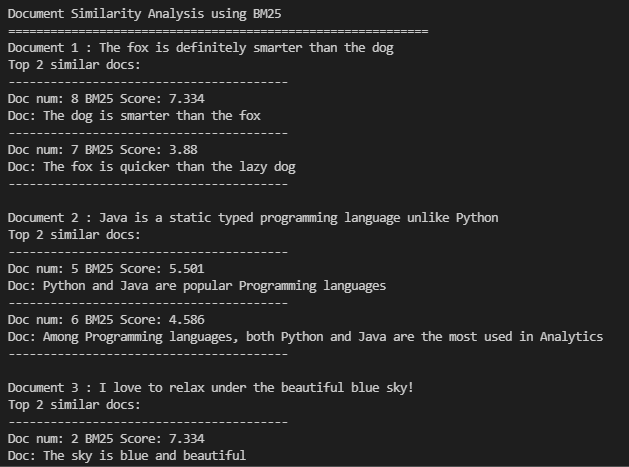 Document Similarity Analysis using BM25
============================================================
Document 1 : The fox is definitely smarter than the dog
Top 2 similar docs:
----------------------------------------
Doc num: 8 BM25 Score: 7.334
Doc: The dog is smarter than the fox
----------------------------------------
Doc num: 7 BM25 Score: 3.88
Doc: The fox is quicker than the lazy dog
----------------------------------------
Document 2 : Java is a static typed programming language unlike Python
Top 2 similar docs:
----------------------------------------
Doc num: 5 BM25 Score: 5.501
Doc: Python and Java are popular Programming languages
----------------------------------------
Doc num: 6 BM25 Score: 4.586
Doc: Among Programming languages, both Python and Java are the most used in Analytics
----------------------------------------
Document 3 : I love to relax under the beautiful blue sky!
Top 2 similar docs:
----------------------------------------
Doc num: 2 BM25 Score: 7.334
Doc: The sky is blue and beautiful